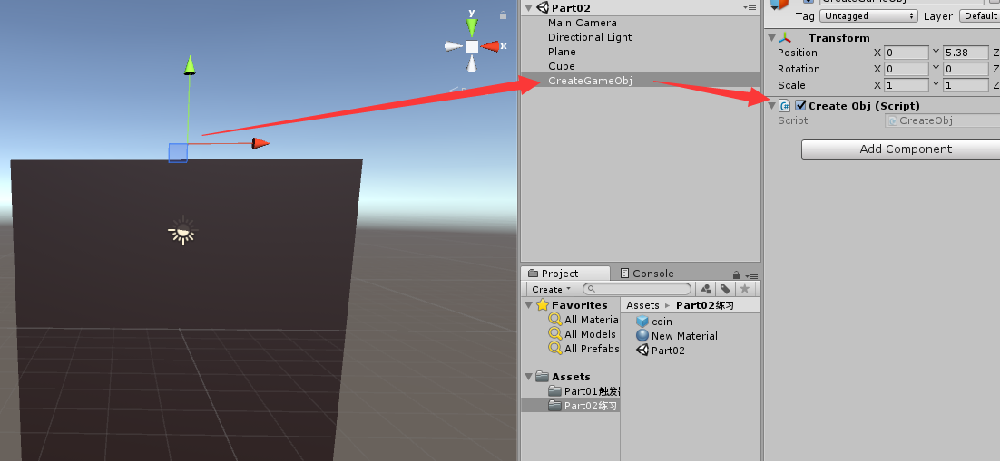 y
x
Part02
Main Camera
Directional Light
Plane
Cube
CreateGameObj
Project
Console
Create
Favorites
All Materia
All Models
All Prefabs
Assets
Part01触发
Part02练习
Assets ▸ Part02练习
coin
New Material
Part02
CreateGameObj
Tag Untagged Layer Default
Transform
Position X 0 Y 5.38 Z
Rotation X 0 Y 0 Z
Scale X 1 Y 1 Z
Create Obj (Script)
Script CreateObj
Add Component